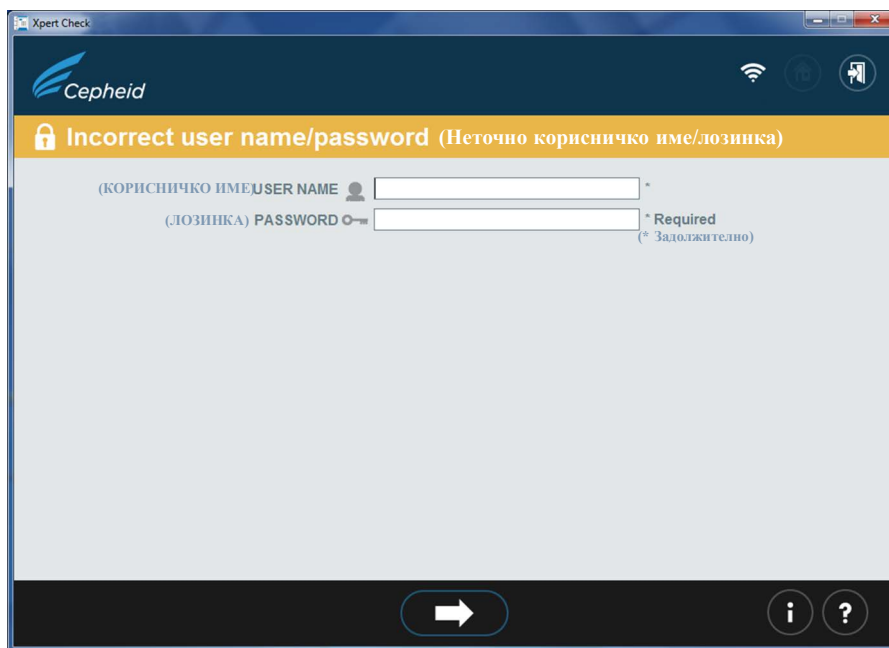 Xpert Check
Cepheid
Incorrect user name/password (Неточно корисничко име/лозинка)
(КОРИСНИЧКО ИМЕ)USER NAME *
(ЛОЗИНКА) PASSWORD * Required
(* Задолжително)
i ?